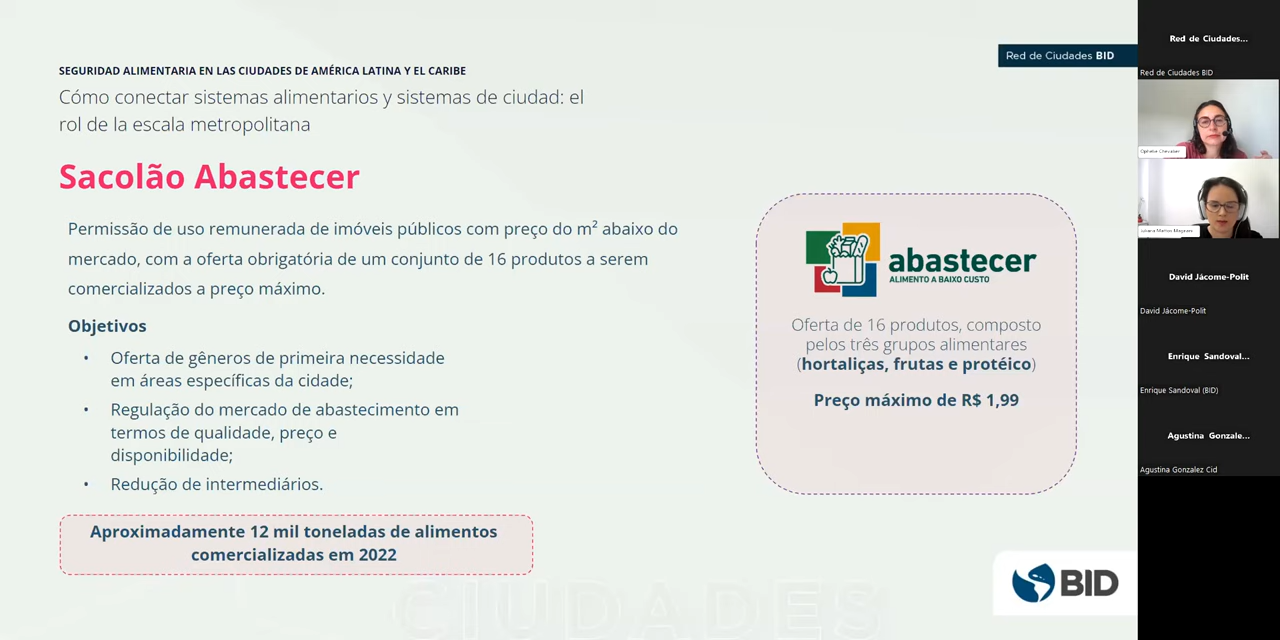 SEGURIDAD ALIMENTARIA EN LAS CIUDADES DE AMÉRICA LATINA Y EL CARIBE
Cómo conectar sistemas alimentarios y sistemas de ciudad: el
rol de la escala metropolitana
Red de Ciudades BID
Sacolão Abastecer
Permissão de uso remunerada de imóveis públicos com preço do m² abaixo do
mercado, com a oferta obrigatória de um conjunto de 16 produtos a serem
comercializados a preço máximo.
Objetivos
• Oferta de gêneros de primeira necessidade
em áreas específicas da cidade;
• Regulação do mercado de abastecimento em
termos de qualidade, preço e
disponibilidade;
• Redução de intermediários.
Aproximadamente 12 mil toneladas de alimentos
comercializadas em 2022
abastecer
ALIMENTO A BAIXO CUSTO
Oferta de 16 produtos, composto
pelos três grupos alimentares
(hortaliças, frutas e protéico)
Preço máximo de R$ 1,99
BID
CIUDADES
Red de Ciudades...
Red de Ciudades BID
Ophelie Chevalier
David Jácome-Polit
David Jácome-Polit
Enrique Sandoval...
Enrique Sandoval (BID)
Agustina Gonzale...
Agustina Gonzalez Cid